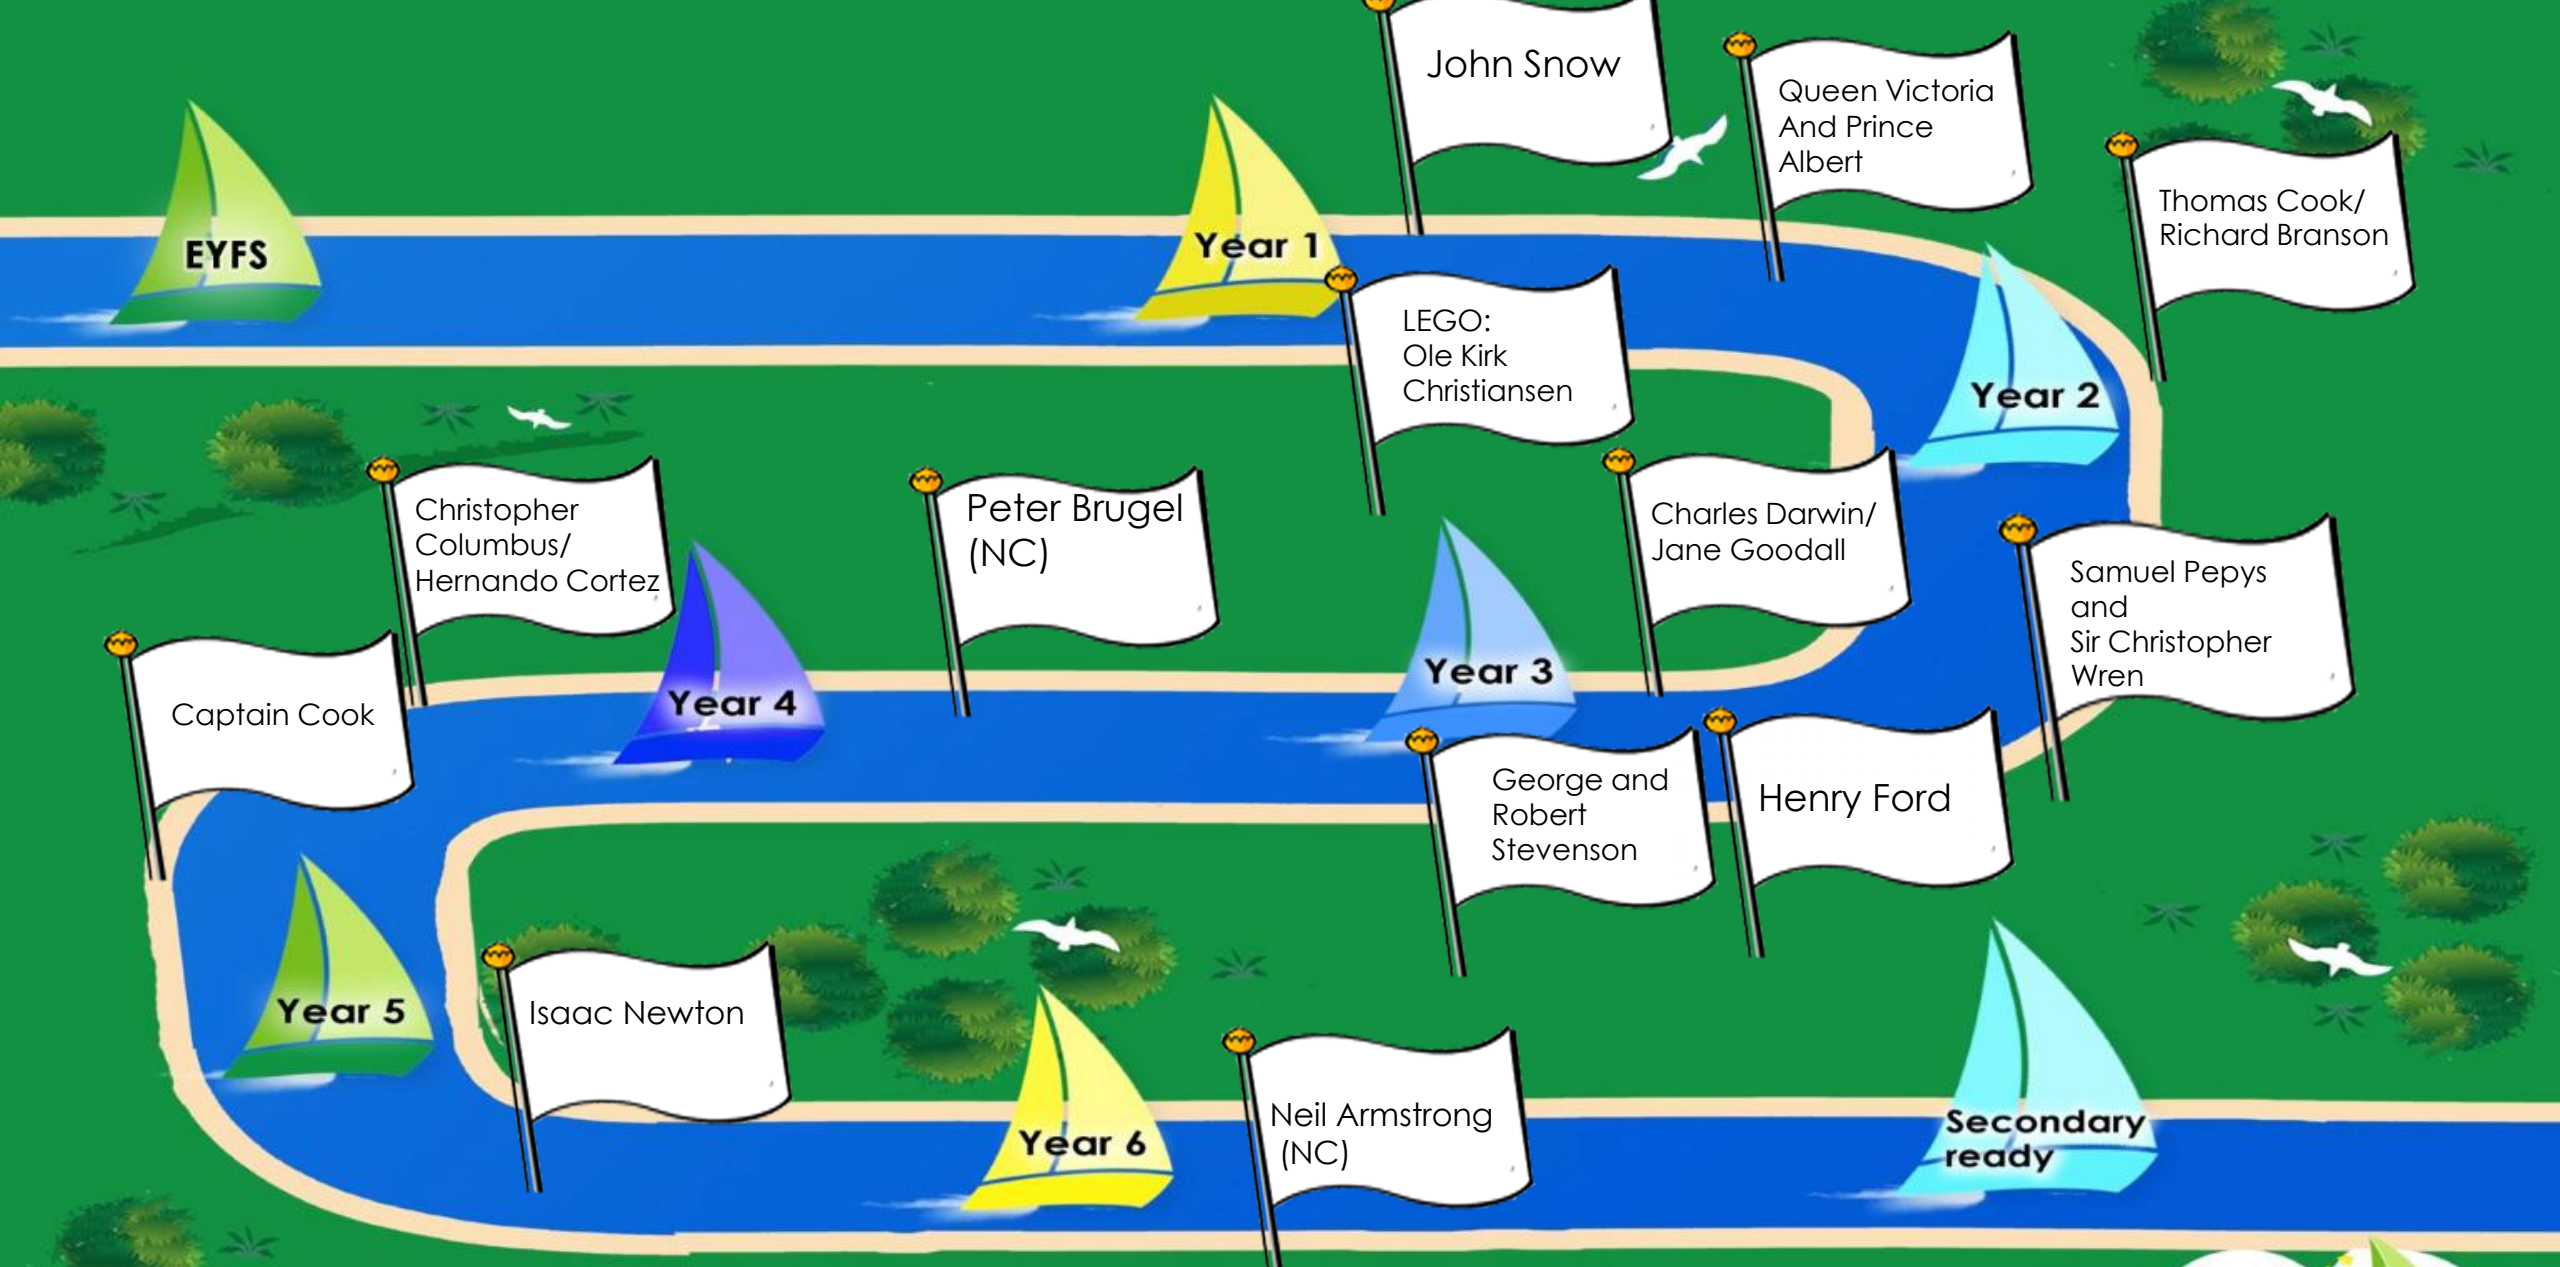 John Snow
Queen Victoria
And Prince
Albert
Thomas Cook/
Richard Branson
EYFS
Year 1
LEGO:
Ole Kirk
Christiansen
Year 2
Christopher
Columbus/
Hernando Cortez
Peter Brugel
(NC)
Charles Darwin/
Jane Goodall
Samuel Pepys
and
Sir Christopher
Wren
Captain Cook
Year 4
Year 3
George and
Robert
Stevenson
Henry Ford
Year 5
Isaac Newton
Year 6
Neil Armstrong
(NC)
Secondary
ready